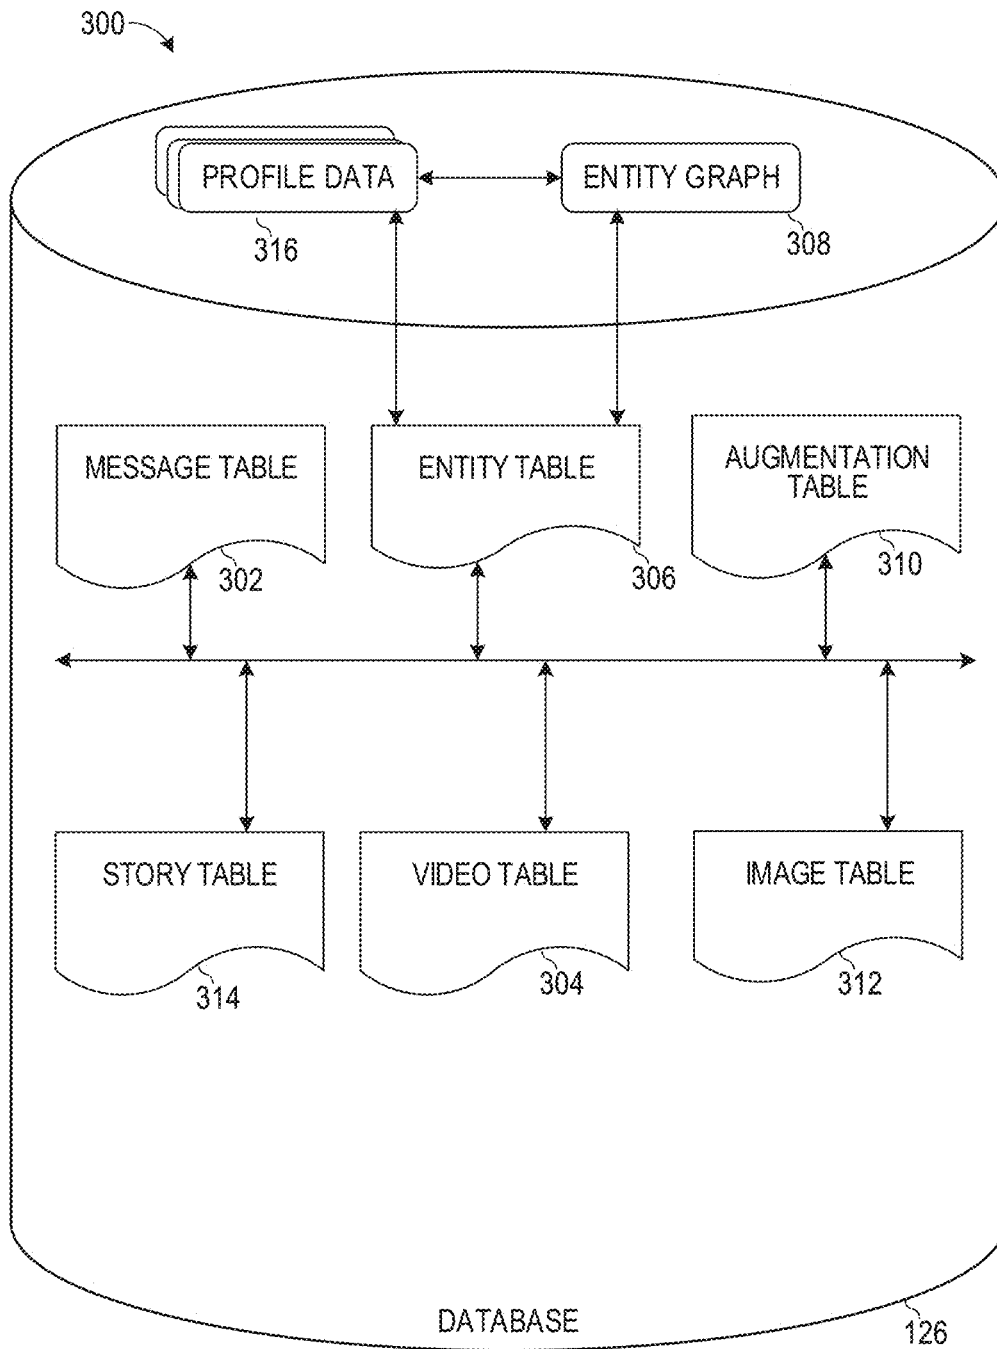 300
PROFILE DATA
ENTITY GRAPH
316
308
MESSAGE TABLE
ENTITY TABLE
AUGMENTATION
TABLE
302
306
310
STORY TABLE
VIDEO TABLE
IMAGE TABLE
314
304
312
DATABASE
126